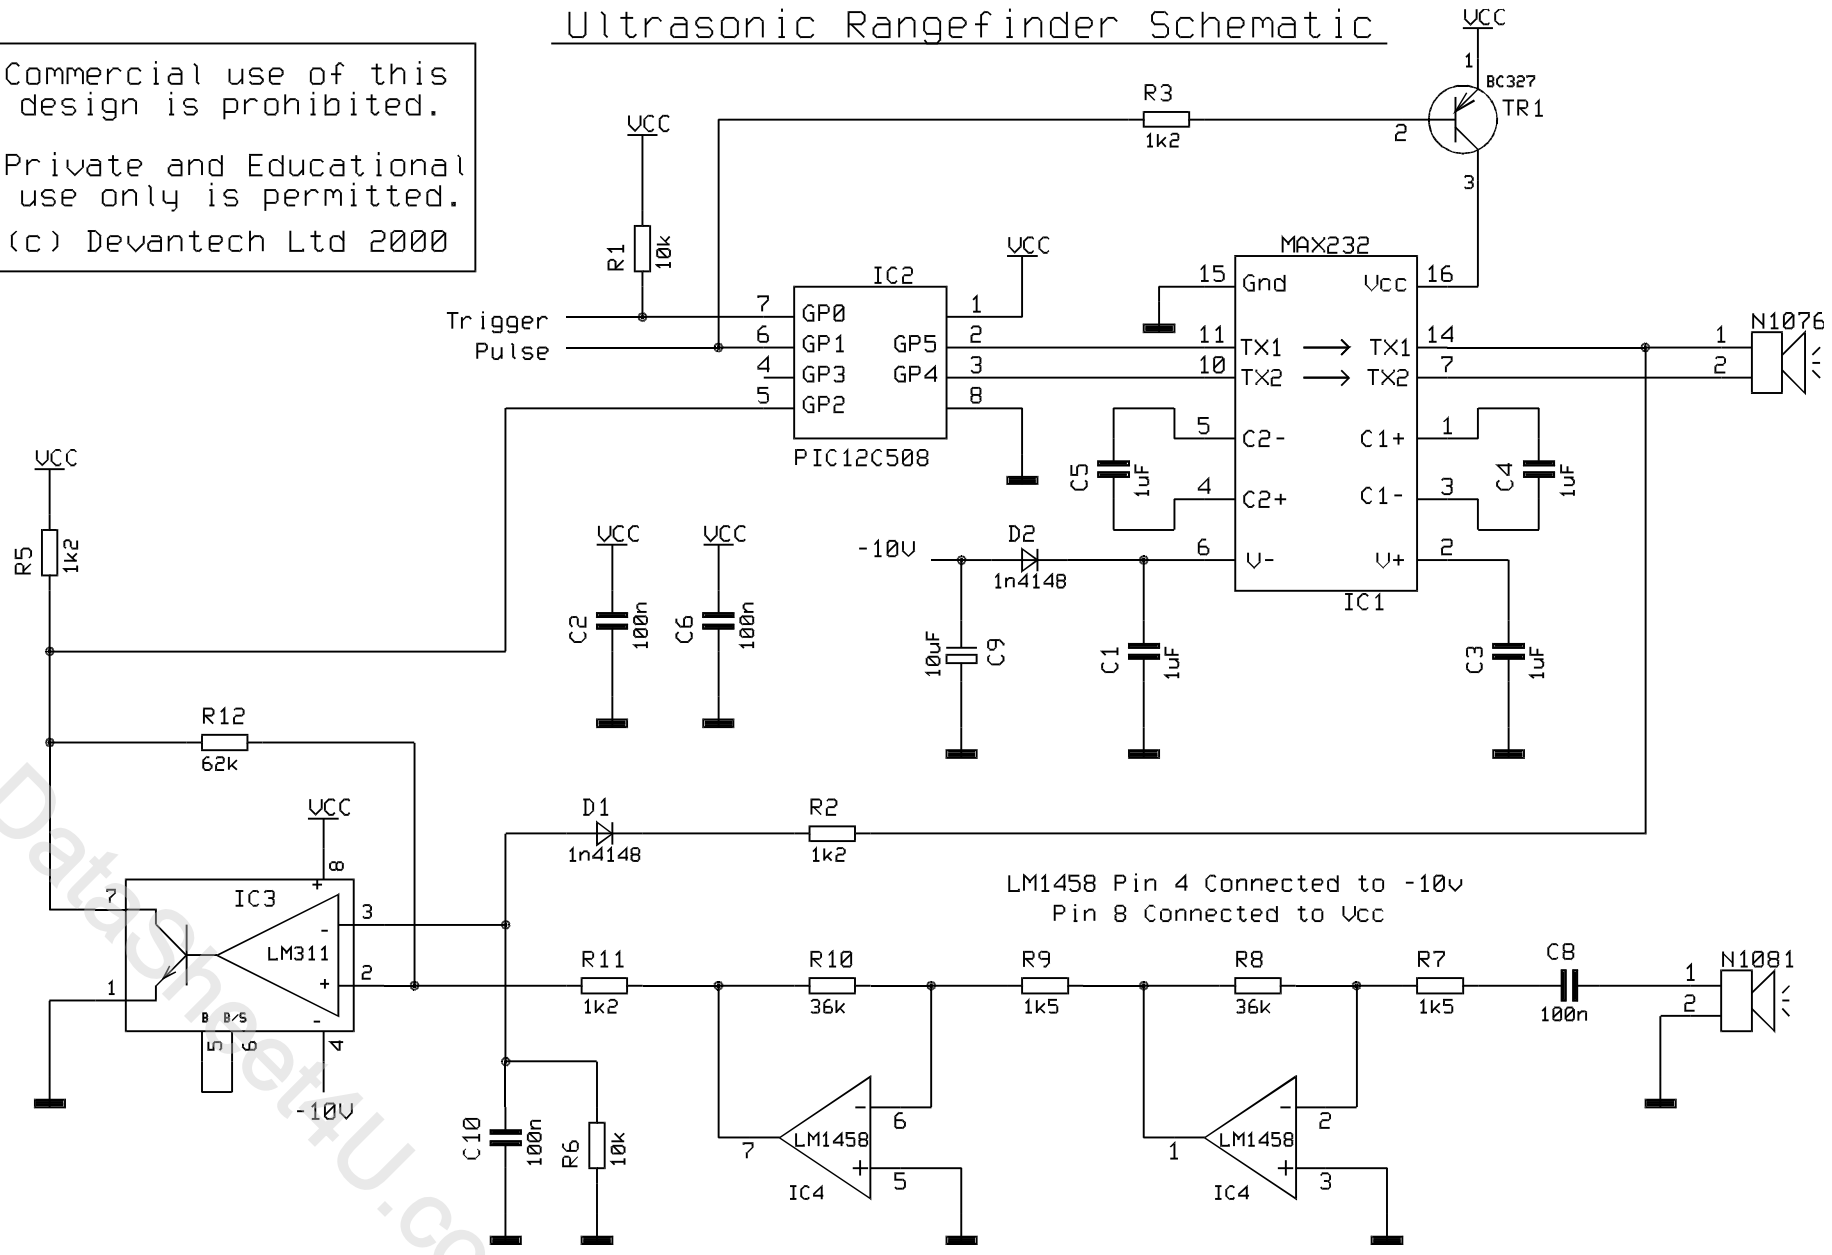 Ultrasonic Rangefinder Schematic
Commercial use of this
design is prohibited.
Private and Educational
use only is permitted.
(c) Devantech Ltd 2000
VCC
1
BC327
TR1
2
3
R3
1k2
VCC
R1
10k
Trigger
Pulse
IC2
7
6
4
5
GP0
GP1
GP3
GP2
GP5
GP4
1
2
3
8
PIC12C508
VCC
MAX232
15
11
10
5
4
6
Gnd
TX1
TX2
C2-
C2+
V-
Vcc
TX1
TX2
C1+
C1-
V+
16
14
7
1
3
2
IC1
N1076
1
2
C5
1uF
C4
1uF
-10V
D2
1n4148
10uF
C9
C1
1uF
C3
1uF
VCC
R5
1k2
VCC
C2
100n
VCC
C6
100n
R12
62k
VCC
8
+
IC3
LM311
7
1
3
2
-
+
-
B
B/S
5
6
4
-10V
D1
1n4148
R2
1k2
LM1458 Pin 4 Connected to -10v
Pin 8 Connected to Vcc
R11
1k2
R10
36k
R9
1k5
R8
36k
R7
1k5
C8
100n
N1081
1
2
C10
100n
R6
10k
7
LM1458
-
+
6
5
IC4
1
LM1458
-
+
2
3
IC4
DataSheet4U.co